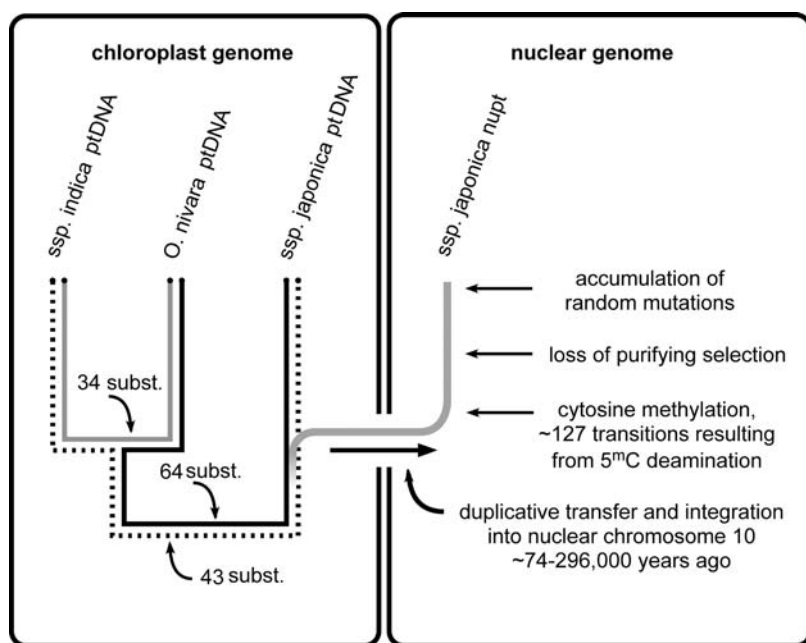 chloroplast genome
ssp. indica ptDNA
O. nivara ptDNA
ssp. japonica ptDNA
34 subst.
64 subst.
43 subst.
nuclear genome
ssp. japonica nupt
accumulation of
random mutations
loss of purifying selection
cytosine methylation,
~127 transitions resulting
from 5ᵐC deamination
duplicative transfer and integration
into nuclear chromosome 10
~74-296,000 years ago